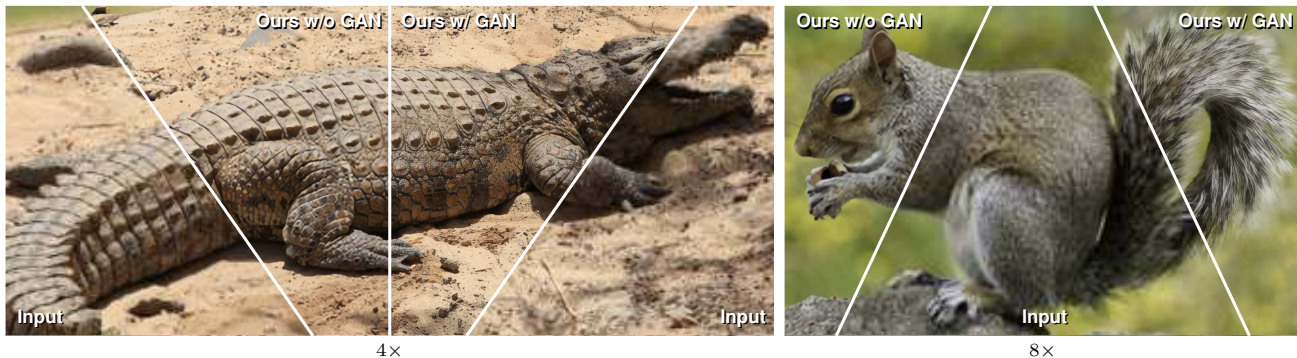 Ours w/o GAN
Ours w/ GAN
Input
Input
4×
Ours w/o GAN
Ours w/ GAN
Input
8×